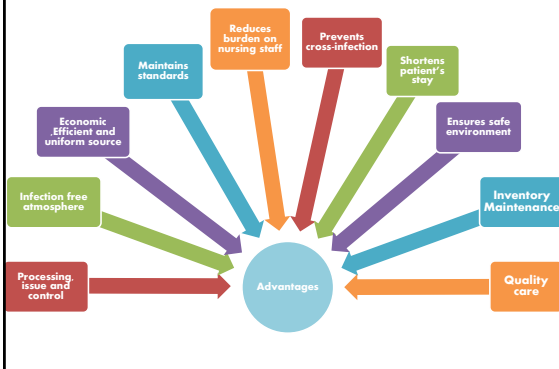 Reduces
burden on
nursing staff
Prevents
cross-infection
Maintains
standards
Shortens
patient's
stay
Economic
,Efficient and
uniform source
Ensures safe
environment
Infection free
atmosphere
Inventory
Maintenance
Processing,
issue and
control
Advantages
Quality
care